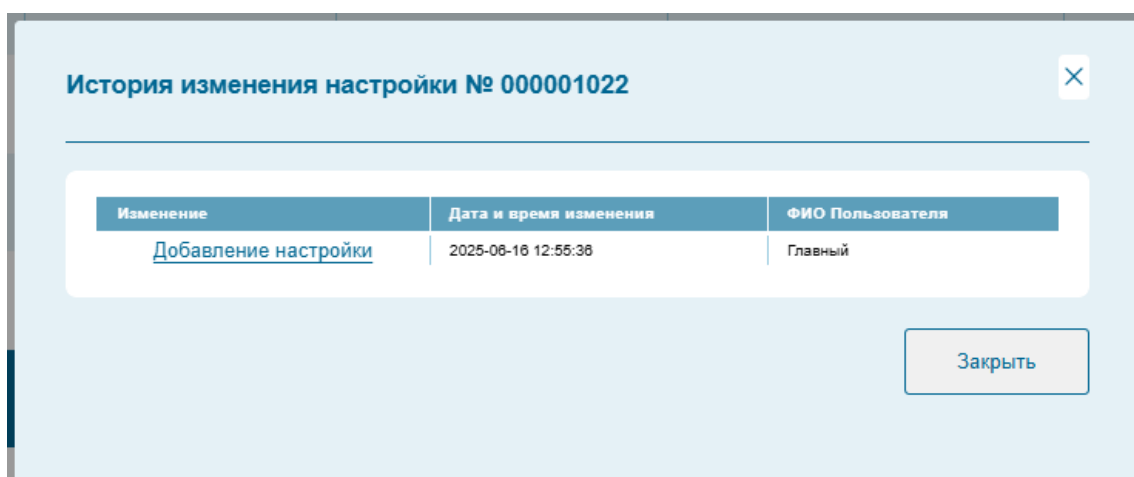 История изменения настройки № 000001022
Изменение Дата и время изменения ФИО Пользователя
Добавление настройки 2025-06-16 12:55:36 Главный
Закрыть